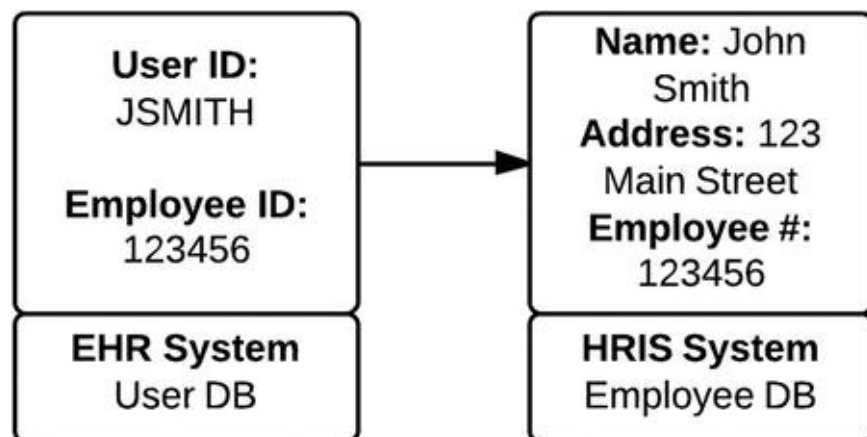 User ID:
JSMITH
Employee ID:
123456
EHR System
User DB
Name: John
Smith
Address: 123
Main Street
Employee #:
123456
HRIS System
Employee DB